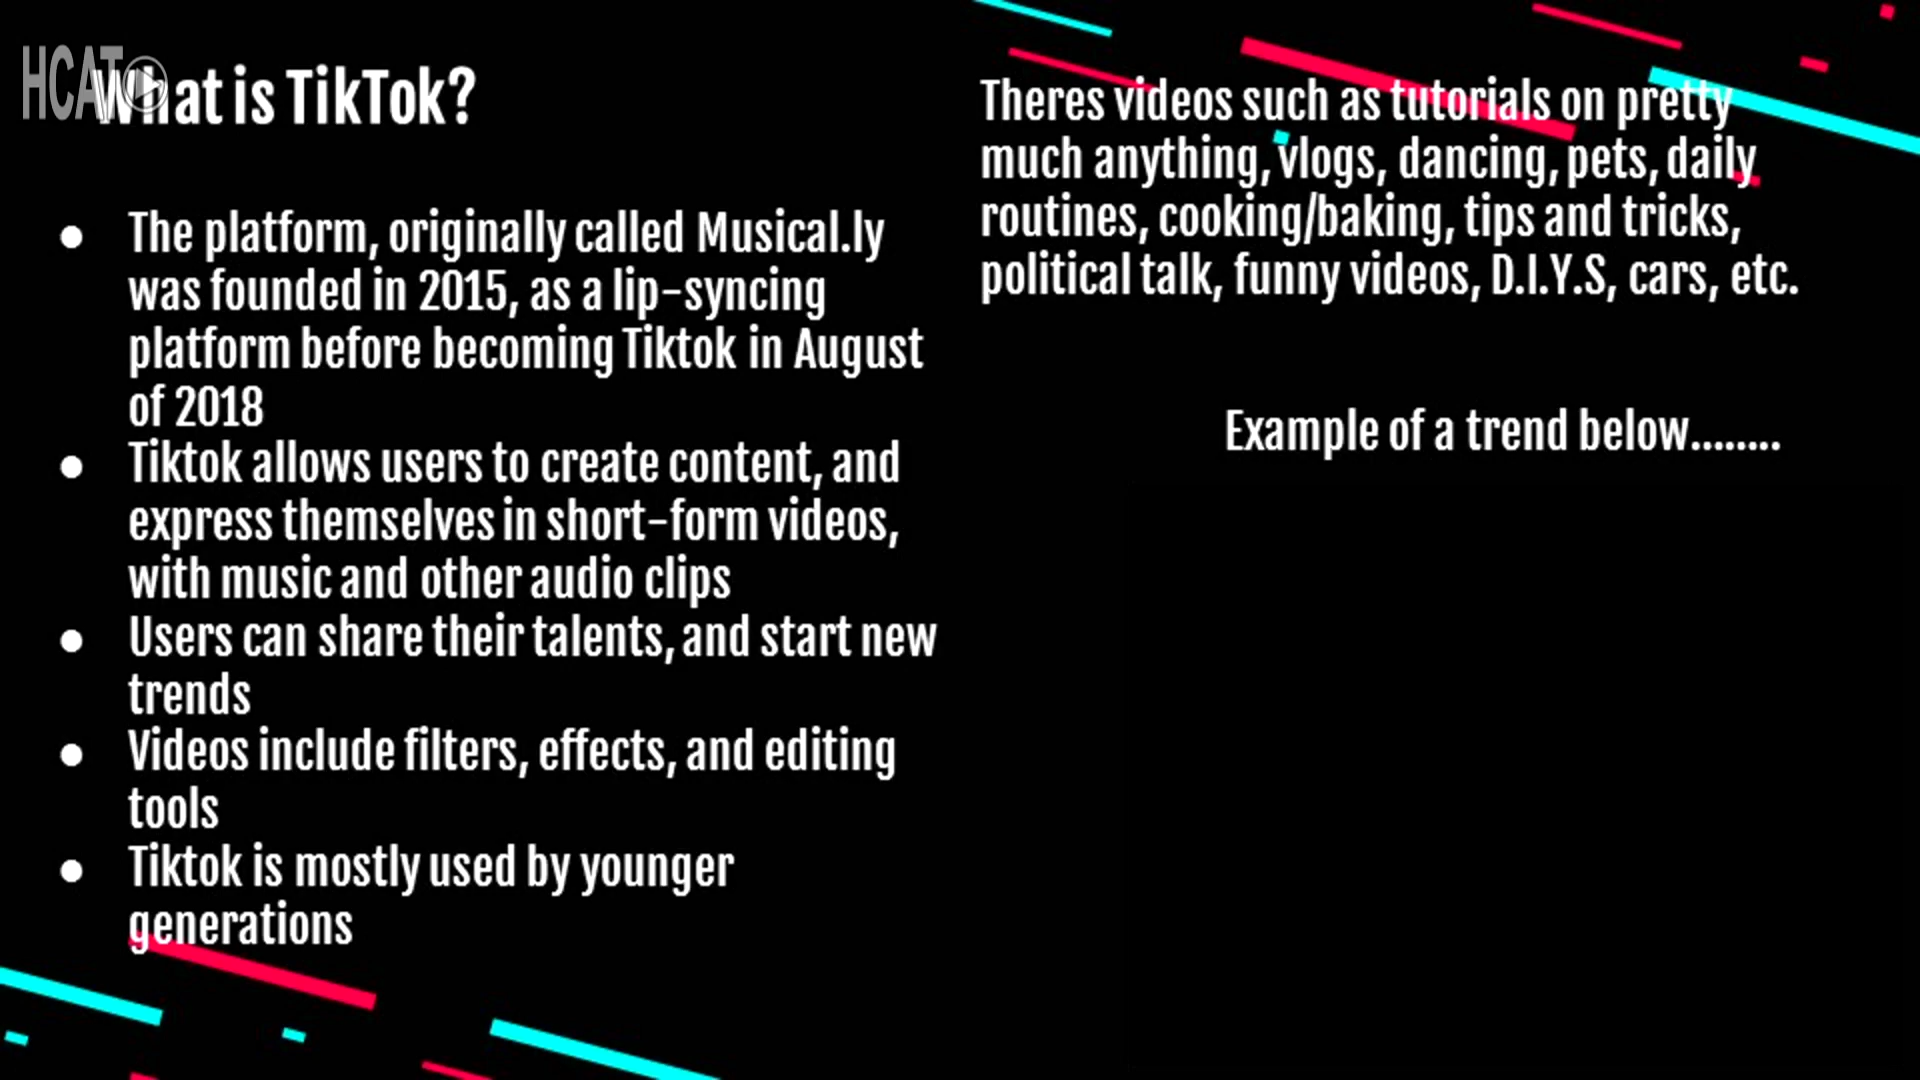 HCAT
What is TikTok?
The platform, originally called Musical.ly
was founded in 2015, as a lip-syncing
platform before becoming Tiktok in August
of 2018
Tiktok allows users to create content, and
express themselves in short-form videos,
with music and other audio clips
Users can share their talents, and start new
trends
Videos include filters, effects, and editing
tools
Tiktok is mostly used by younger
generations
Theres videos such as tutorials on pretty
much anything, vlogs, dancing, pets, daily
routines, cooking/baking, tips and tricks,
political talk, funny videos, D.I.Y.S, cars, etc.
Example of a trend below........